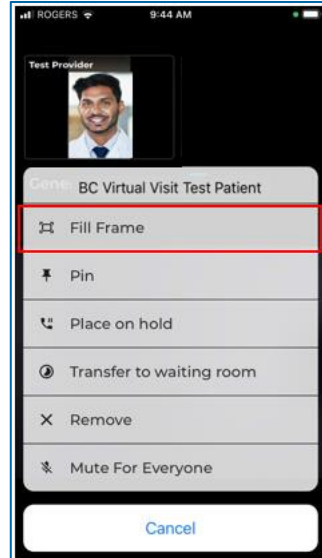 ROGERS 9:44 AM
Test Provider
Gene
BC Virtual Visit Test Patient
Fill Frame
Pin
Place on hold
Transfer to waiting room
Remove
Mute For Everyone
Cancel